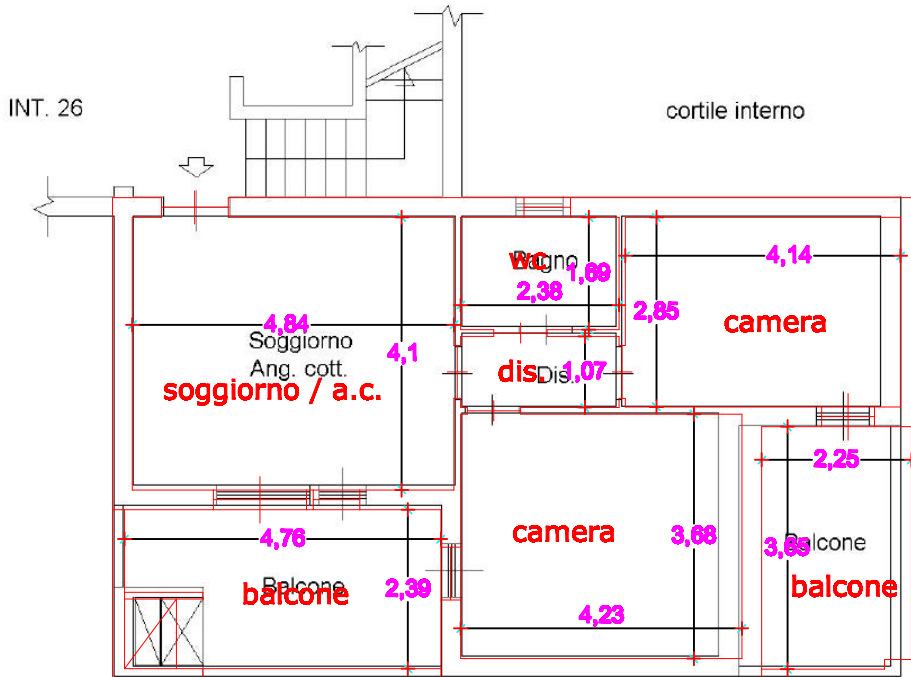 INT. 26
cortile interno
Bagno
wc
1,69
2,38
4,14
2,85
camera
4,84
Soggiorno
Ang. cott.
4,1
soggiorno / a.c.
dis.
Dis.
1,07
2,25
4,76
camera
3,68
Balcone
balcone
2,39
Balcone
balcone
4,23